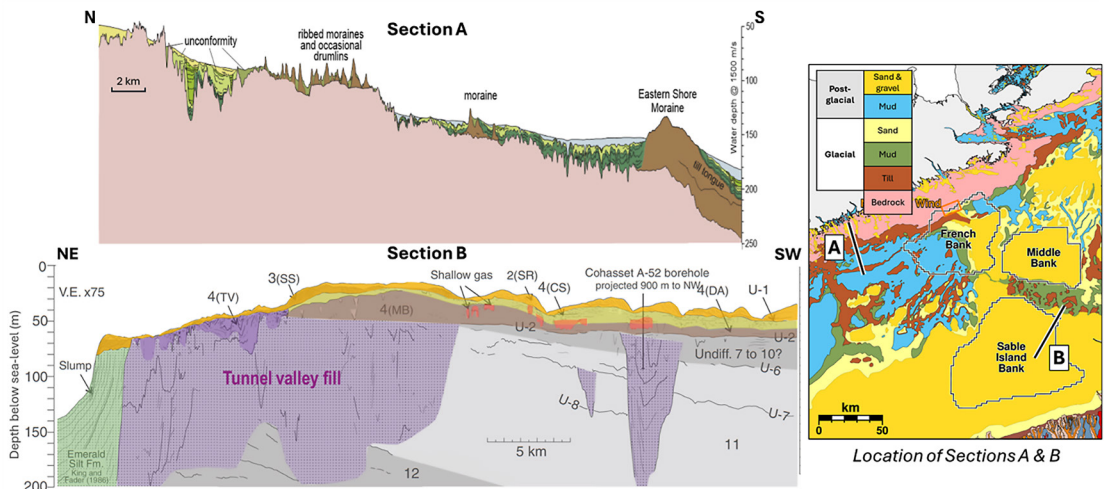 N
Section A
S
unconformity
ribbed moraines
and occasional
drumlins
2 km
moraine
Eastern Shore
Moraine
till tongue
50
100
150
200
250
Water depth @ 1500 m/s
NE
Section B
SW
0
50
100
150
200
Depth below sea-level (m)
V.E. x75
Slump
4(TV)
3(SS)
4(MB)
Shallow gas
2(SR)
4(CS)
Cohasset A-52 borehole
projected 900 m to NW
4(DA)
U-1
U-2
U-2
Undiff. 7 to 10?
U-6
U-7
U-8
Tunnel valley fill
5 km
11
12
Emerald
Silt Fm.
King and
Fader (1986)
Post-
glacial
Glacial
Sand &
gravel
Mud
Sand
Mud
Till
Bedrock
Wind
A
French
Bank
Middle
Bank
Sable
Island
Bank
B
km
0 50
Location of Sections A & B